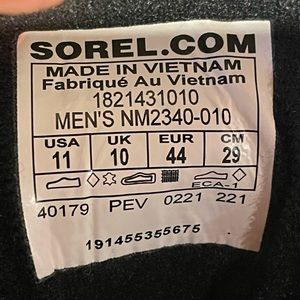 SOREL.COM
MADE IN VIETNAM
Fabriqué Au Vietnam
1821431010
MEN'S NM2340-010
USA UK EUR CM
11 10 44 29
ECA-1
40179 PEV 0221 221
191455355675